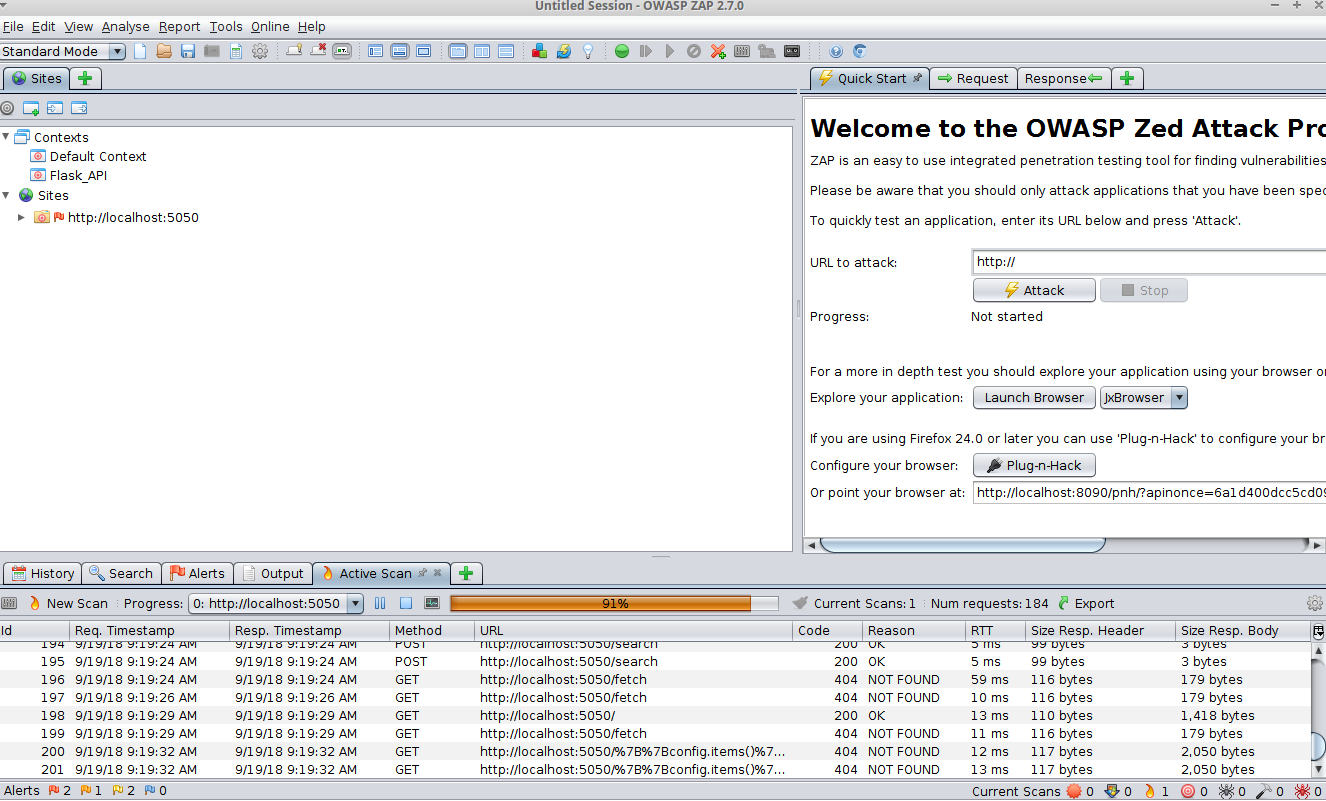 Untitled Session - OWASP ZAP 2.7.0
File Edit View Analyse Report Tools Online Help
Standard Mode
Sites
Quick Start Request Response
Contexts
Default Context
Flask_API
Sites
http://localhost:5050
Welcome to the OWASP Zed Attack Pro
ZAP is an easy to use integrated penetration testing tool for finding vulnerabilities
Please be aware that you should only attack applications that you have been spec
To quickly test an application, enter its URL below and press 'Attack'.
URL to attack: http://
Attack Stop
Progress: Not started
For a more in depth test you should explore your application using your browser or
Explore your application: Launch Browser JxBrowser
If you are using Firefox 24.0 or later you can use 'Plug-n-Hack' to configure your br
Configure your browser: Plug-n-Hack
Or point your browser at: http://localhost:8090/pnh/?apinonce=6a1d400dcc5cd09
History Search Alerts Output Active Scan
New Scan Progress: 0: http://localhost:5050 91% Current Scans: 1 Num requests: 184 Export
Id Req. Timestamp Resp. Timestamp Method URL Code Reason RTT Size Resp. Header Size Resp. Body
194 9/19/18 9:19:24 AM 9/19/18 9:19:24 AM POST http://localhost:5050/search 200 OK 5 ms 99 bytes 3 bytes
195 9/19/18 9:19:24 AM 9/19/18 9:19:24 AM POST http://localhost:5050/search 200 OK 5 ms 99 bytes 3 bytes
196 9/19/18 9:19:24 AM 9/19/18 9:19:24 AM GET http://localhost:5050/fetch 404 NOT FOUND 59 ms 116 bytes 179 bytes
197 9/19/18 9:19:26 AM 9/19/18 9:19:26 AM GET http://localhost:5050/fetch 404 NOT FOUND 10 ms 116 bytes 179 bytes
198 9/19/18 9:19:29 AM 9/19/18 9:19:29 AM GET http://localhost:5050/ 200 OK 13 ms 110 bytes 1,418 bytes
199 9/19/18 9:19:29 AM 9/19/18 9:19:29 AM GET http://localhost:5050/fetch 404 NOT FOUND 11 ms 116 bytes 179 bytes
200 9/19/18 9:19:32 AM 9/19/18 9:19:32 AM GET http://localhost:5050/%7B%7Bconfig.items()%7... 404 NOT FOUND 12 ms 117 bytes 2,050 bytes
201 9/19/18 9:19:32 AM 9/19/18 9:19:32 AM GET http://localhost:5050/%7B%7Bconfig.items()%7... 404 NOT FOUND 13 ms 117 bytes 2,050 bytes
Alerts 2 1 2 0 Current Scans 0 0 1 0 0 0 0